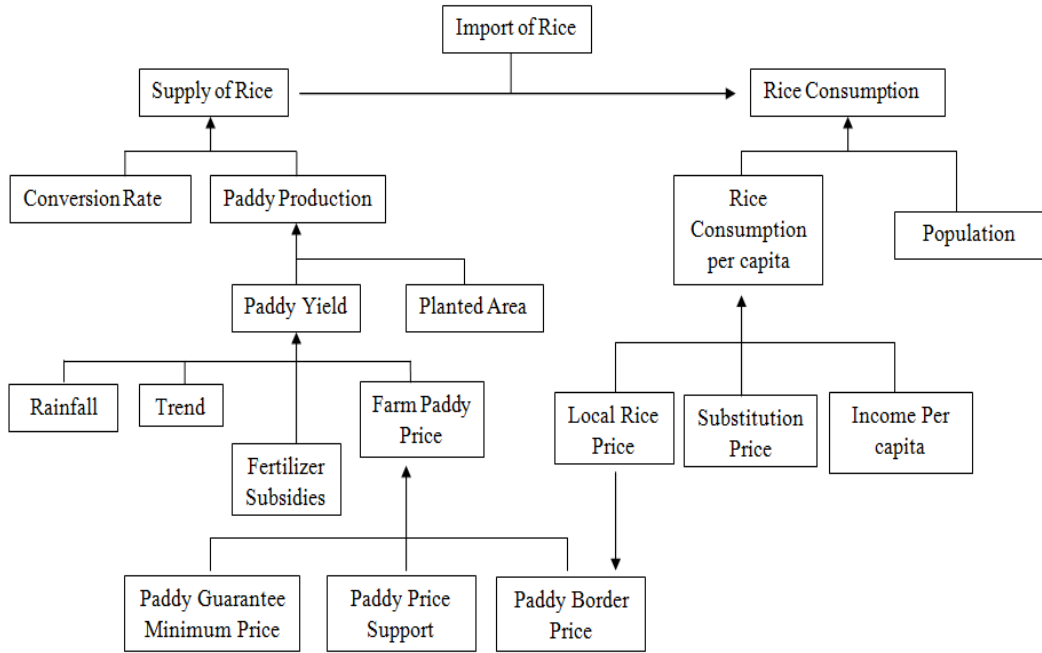 Import of Rice
Supply of Rice
Rice Consumption
Conversion Rate
Paddy Production
Rice
Consumption
per capita
Population
Paddy Yield
Planted Area
Rainfall
Trend
Farm Paddy
Price
Local Rice
Price
Substitution
Price
Income Per
capita
Fertilizer
Subsidies
Paddy Guarantee
Minimum Price
Paddy Price
Support
Paddy Border
Price